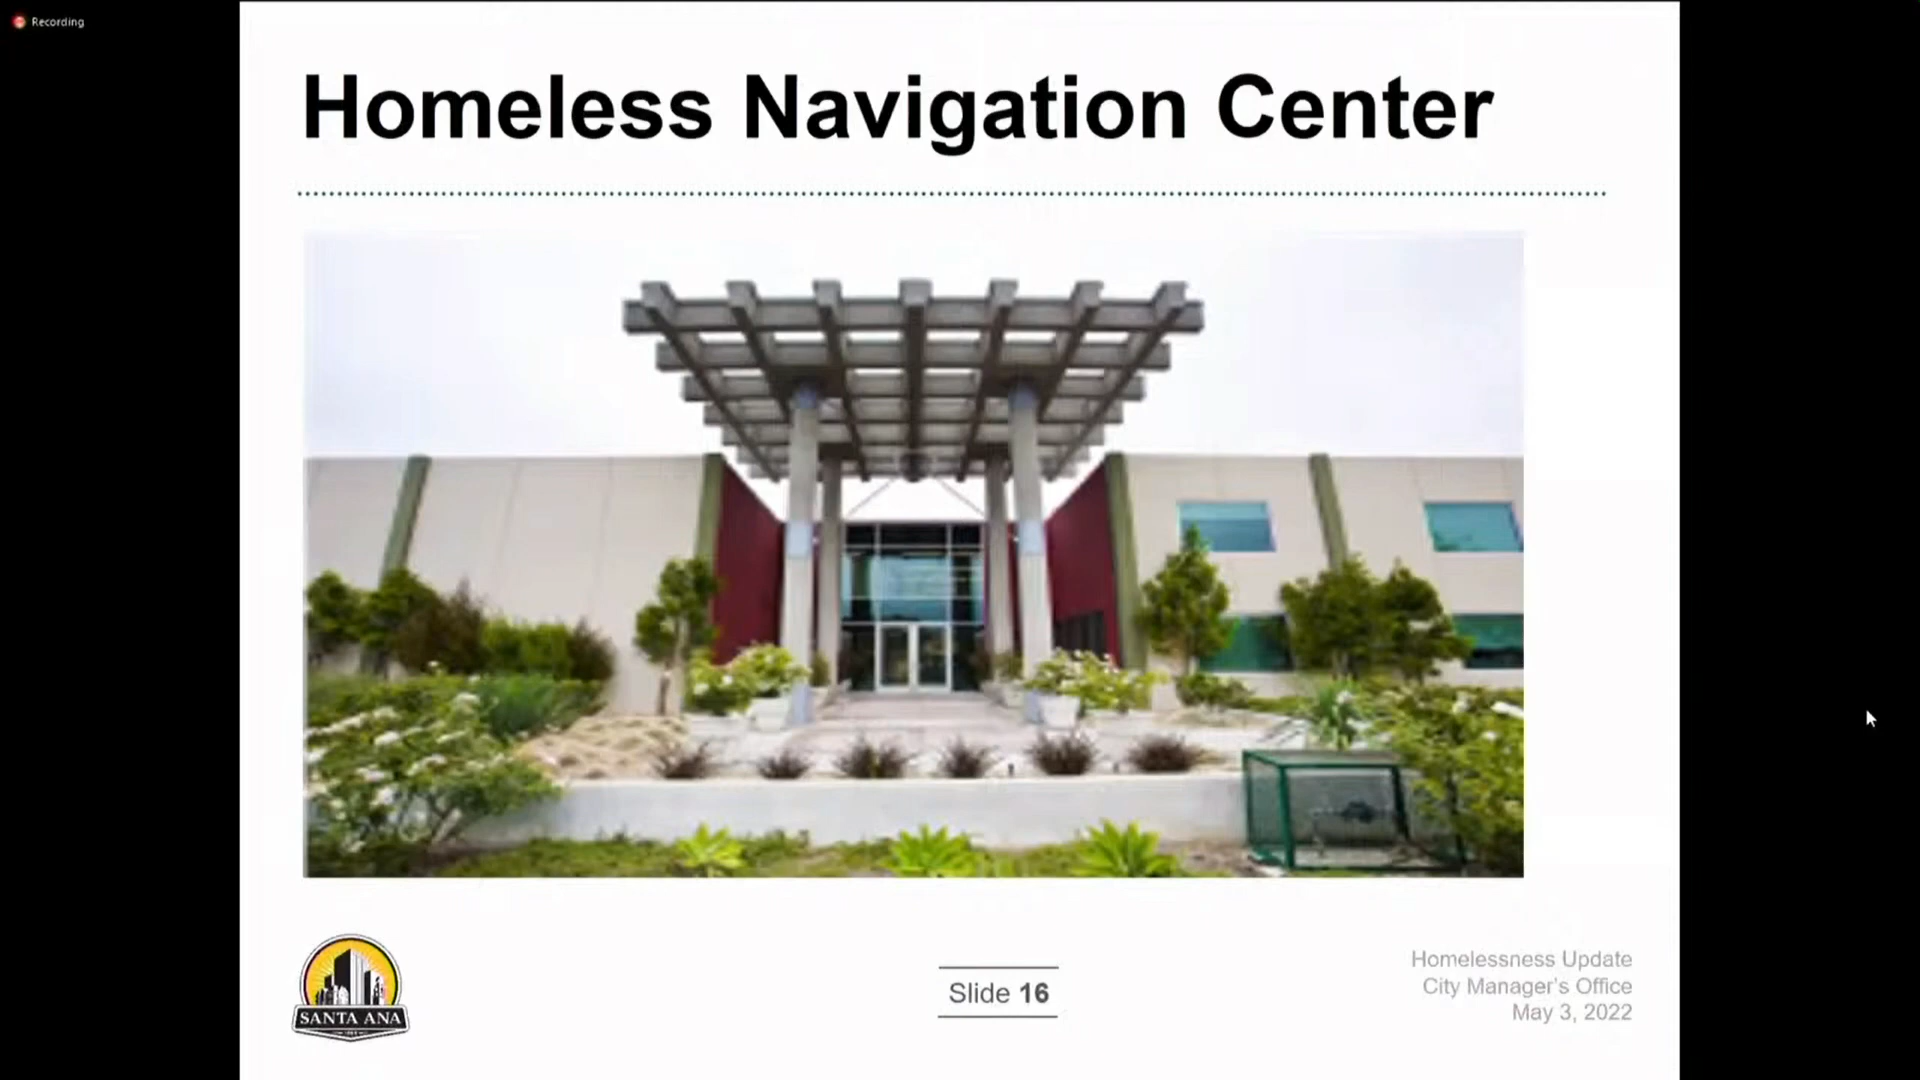 Recording
Homeless Navigation Center
SANTA ANA
Slide 16
Homelessness Update
City Manager's Office
May 3, 2022